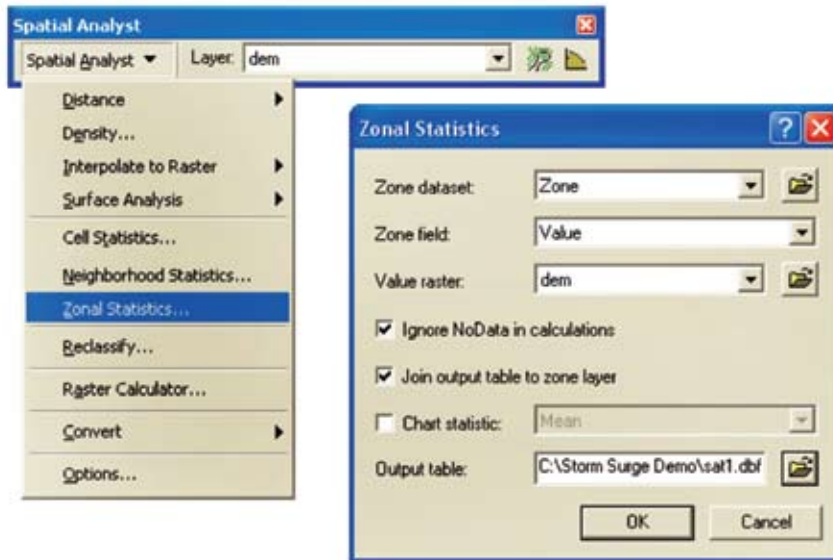 Spatial Analyst
Spatial Analyst
Layer: dem
Distance
Density...
Interpolate to Raster
Surface Analysis
Cell Statistics...
Neighborhood Statistics...
Zonal Statistics...
Reclassify...
Raster Calculator...
Convert
Options...
Zonal Statistics
Zone dataset: Zone
Zone field: Value
Value raster: dem
Ignore NoData in calculations
Join output table to zone layer
Chart statistic: Mean
Output table: C:\Storm Surge Demo\sat1.dbf
OK Cancel